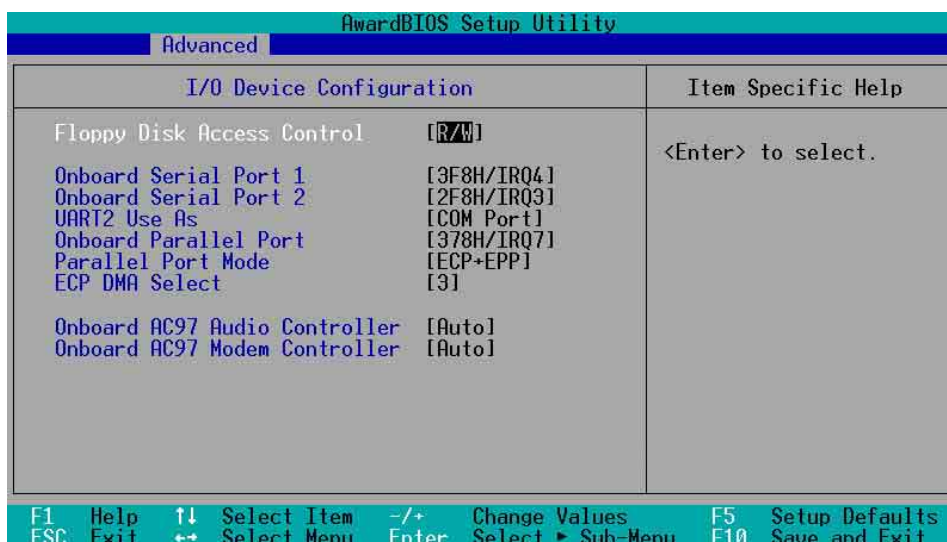 AwardBIOS Setup Utility
Advanced
I/O Device Configuration
Item Specific Help
Floppy Disk Access Control [R/W]
<Enter> to select.
Onboard Serial Port 1 [3F8H/IRQ4]
Onboard Serial Port 2 [2F8H/IRQ3]
UART2 Use As [COM Port]
Onboard Parallel Port [378H/IRQ7]
Parallel Port Mode [ECP+EPP]
ECP DMA Select [3]
Onboard AC97 Audio Controller [Auto]
Onboard AC97 Modem Controller [Auto]
F1 Help ↑↓ Select Item -/+ Change Values F5 Setup Defaults
ESC Exit ←→ Select Menu Enter Select ► Sub-Menu F10 Save and Exit